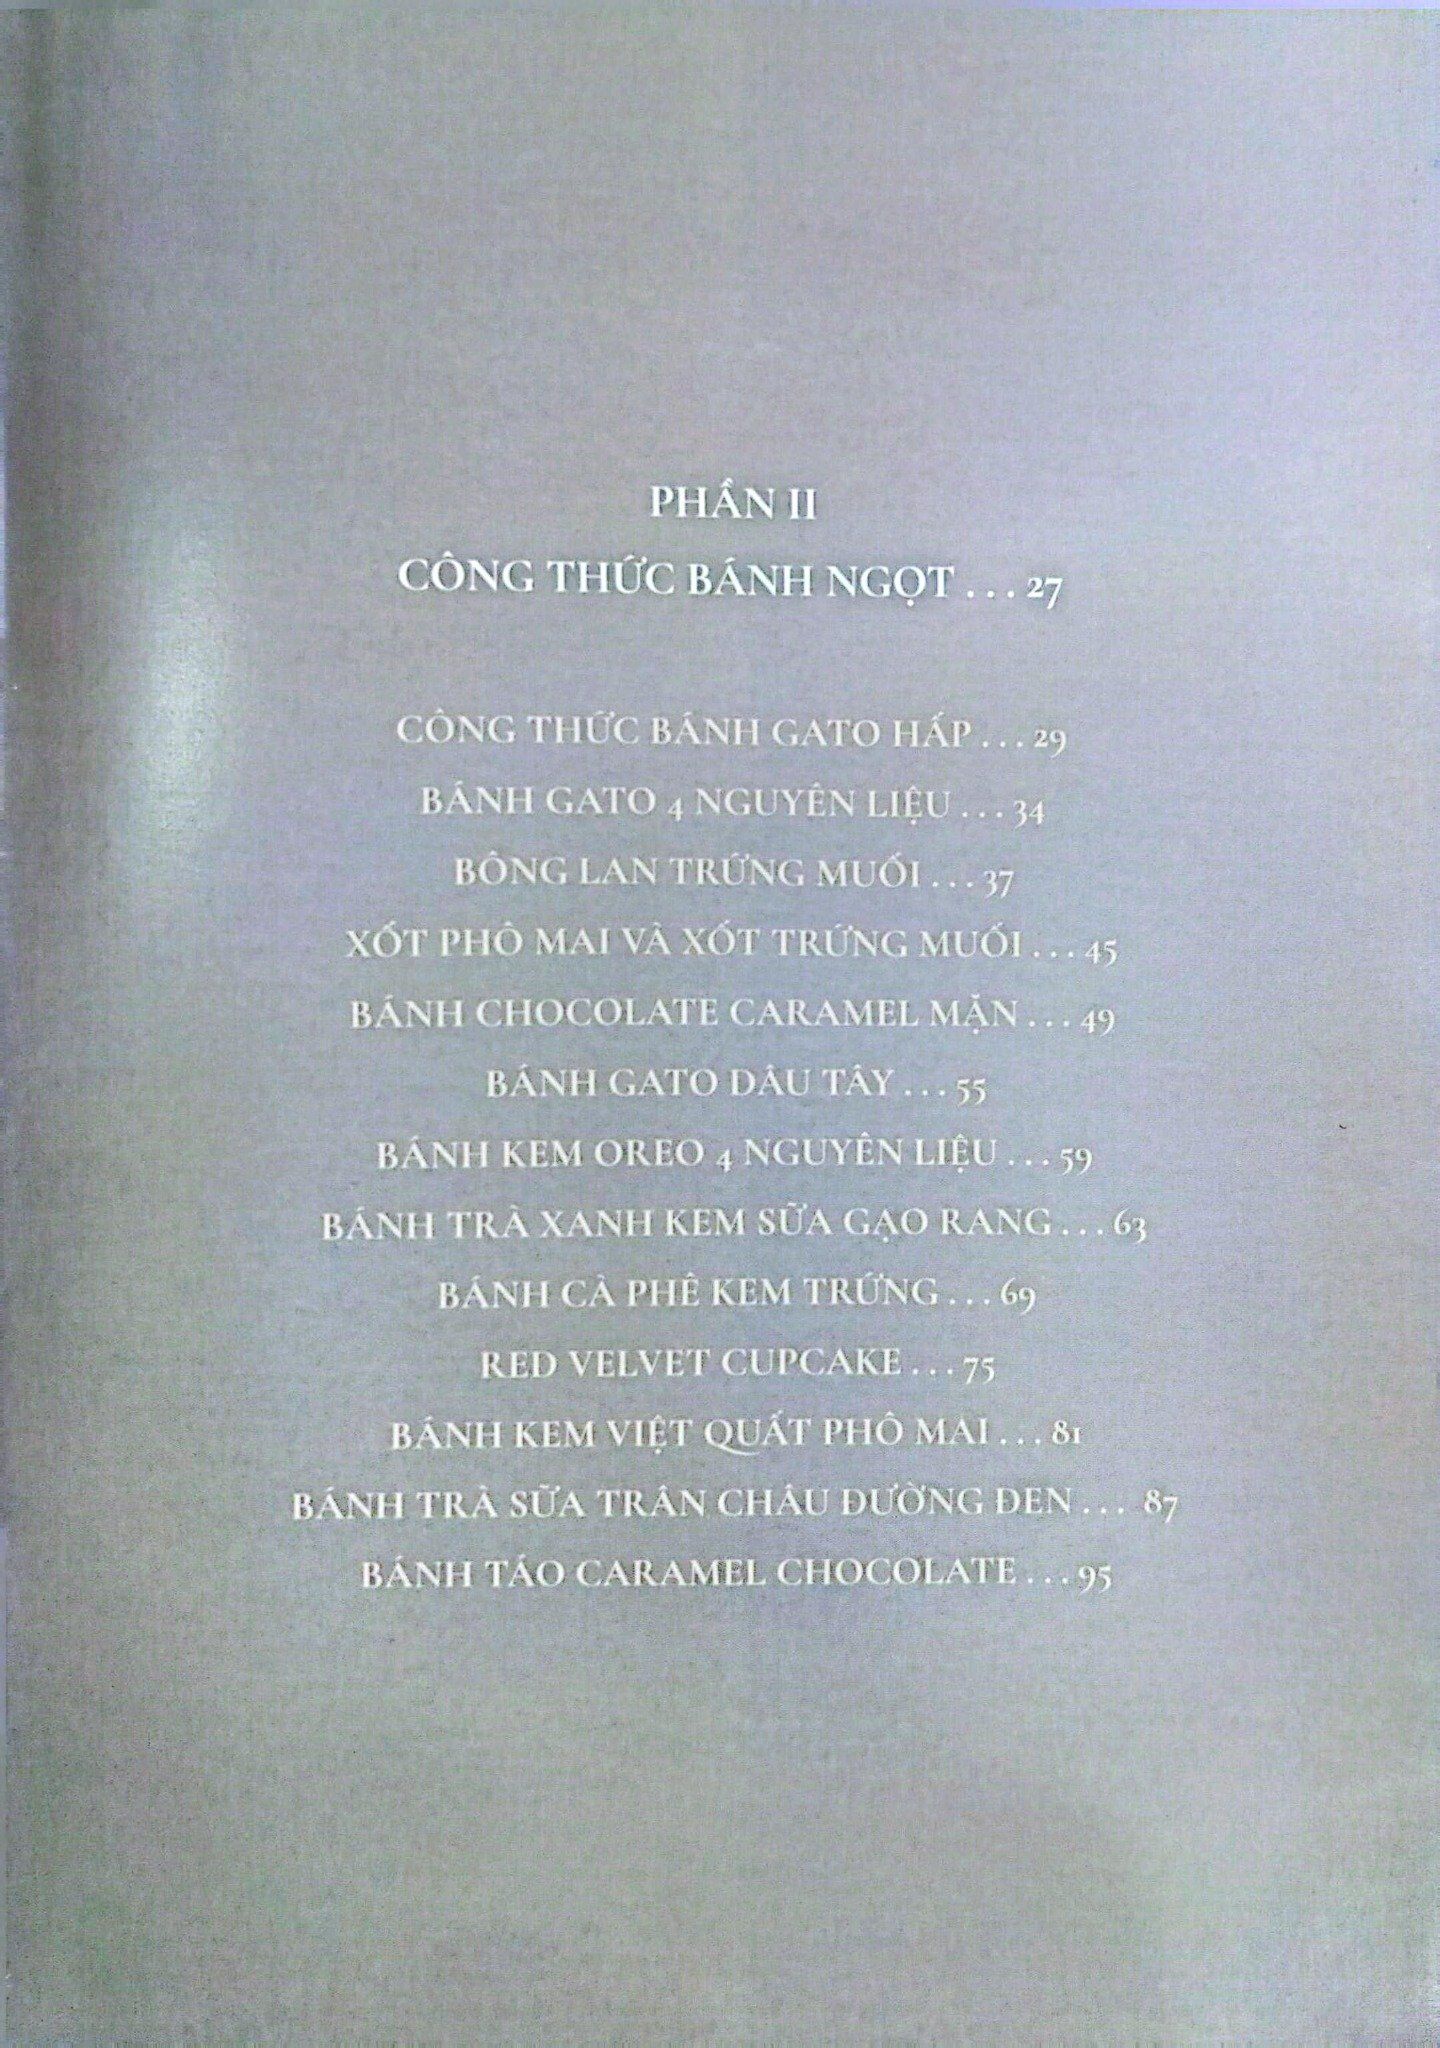 PHẦN II
CÔNG THỨC BÁNH NGỌT . . . 27
CÔNG THỨC BÁNH GATO HẤP . . . 29
BÁNH GATO 4 NGUYÊN LIỆU . . . 34
BÔNG LAN TRỨNG MUỐI . . . 37
XỐT PHÔ MAI VÀ XỐT TRỨNG MUỐI . . . 45
BÁNH CHOCOLATE CARAMEL MẶN . . . 49
BÁNH GATO DÂU TÂY . . . 55
BÁNH KEM OREO 4 NGUYÊN LIỆU . . . 59
BÁNH TRÀ XANH KEM SỮA GẠO RANG . . . 63
BÁNH CÀ PHÊ KEM TRỨNG . . . 69
RED VELVET CUPCAKE . . . 75
BÁNH KEM VIỆT QUẤT PHÔ MAI . . . 81
BÁNH TRÀ SỮA TRÂN CHÂU ĐƯỜNG ĐEN . . . 87
BÁNH TÁO CARAMEL CHOCOLATE . . . 95